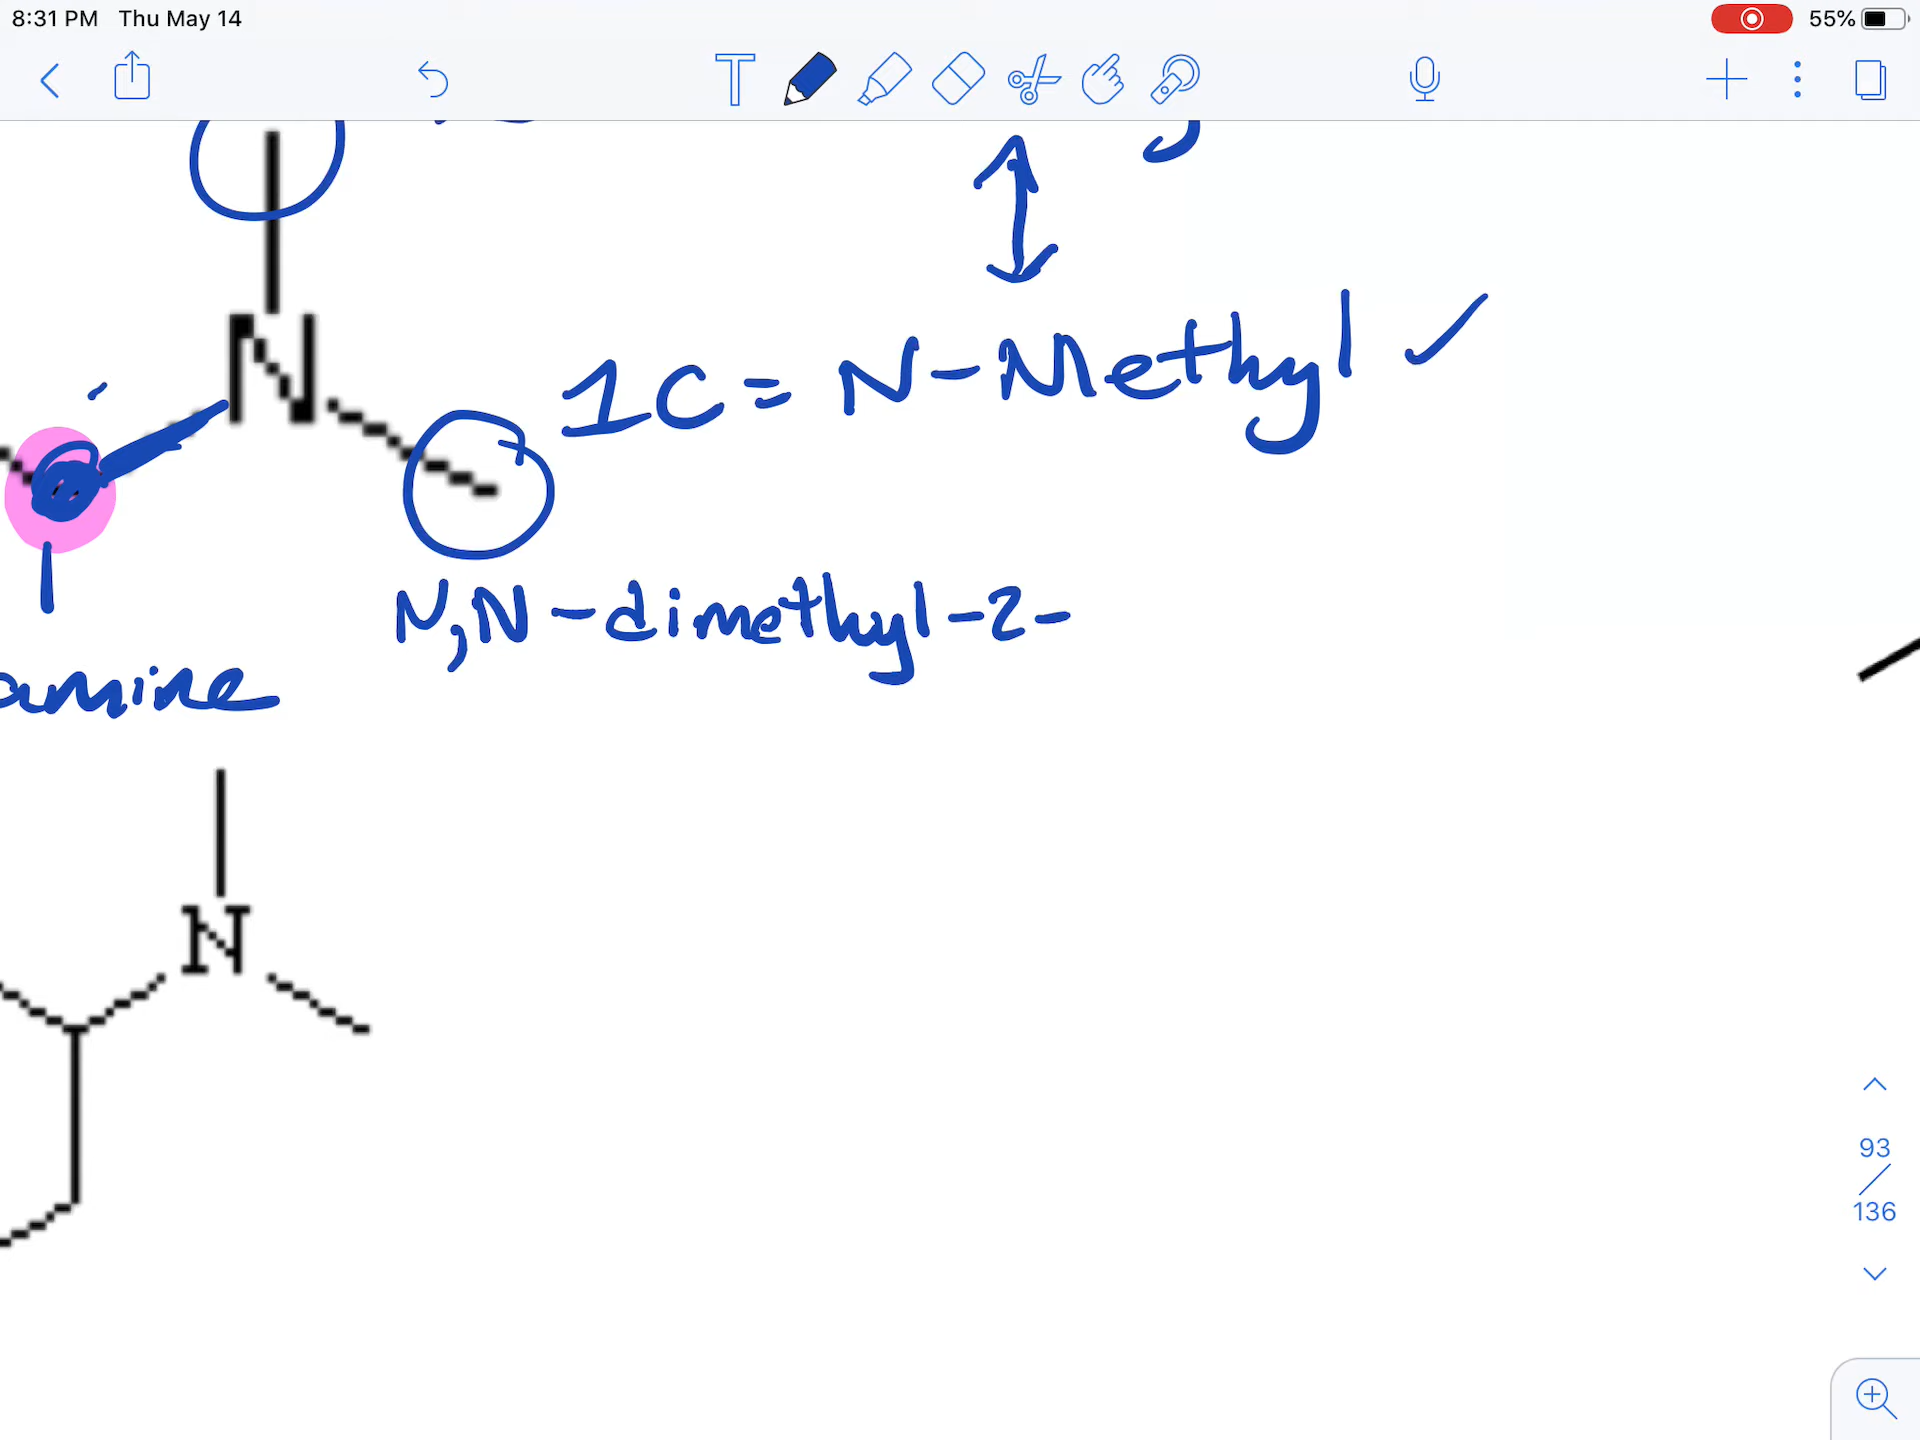 8:31 PM Thu May 14
55%
T
N
1C = N-Methyl ✓
N,N-dimethyl-2-
amine
N
93
/
136